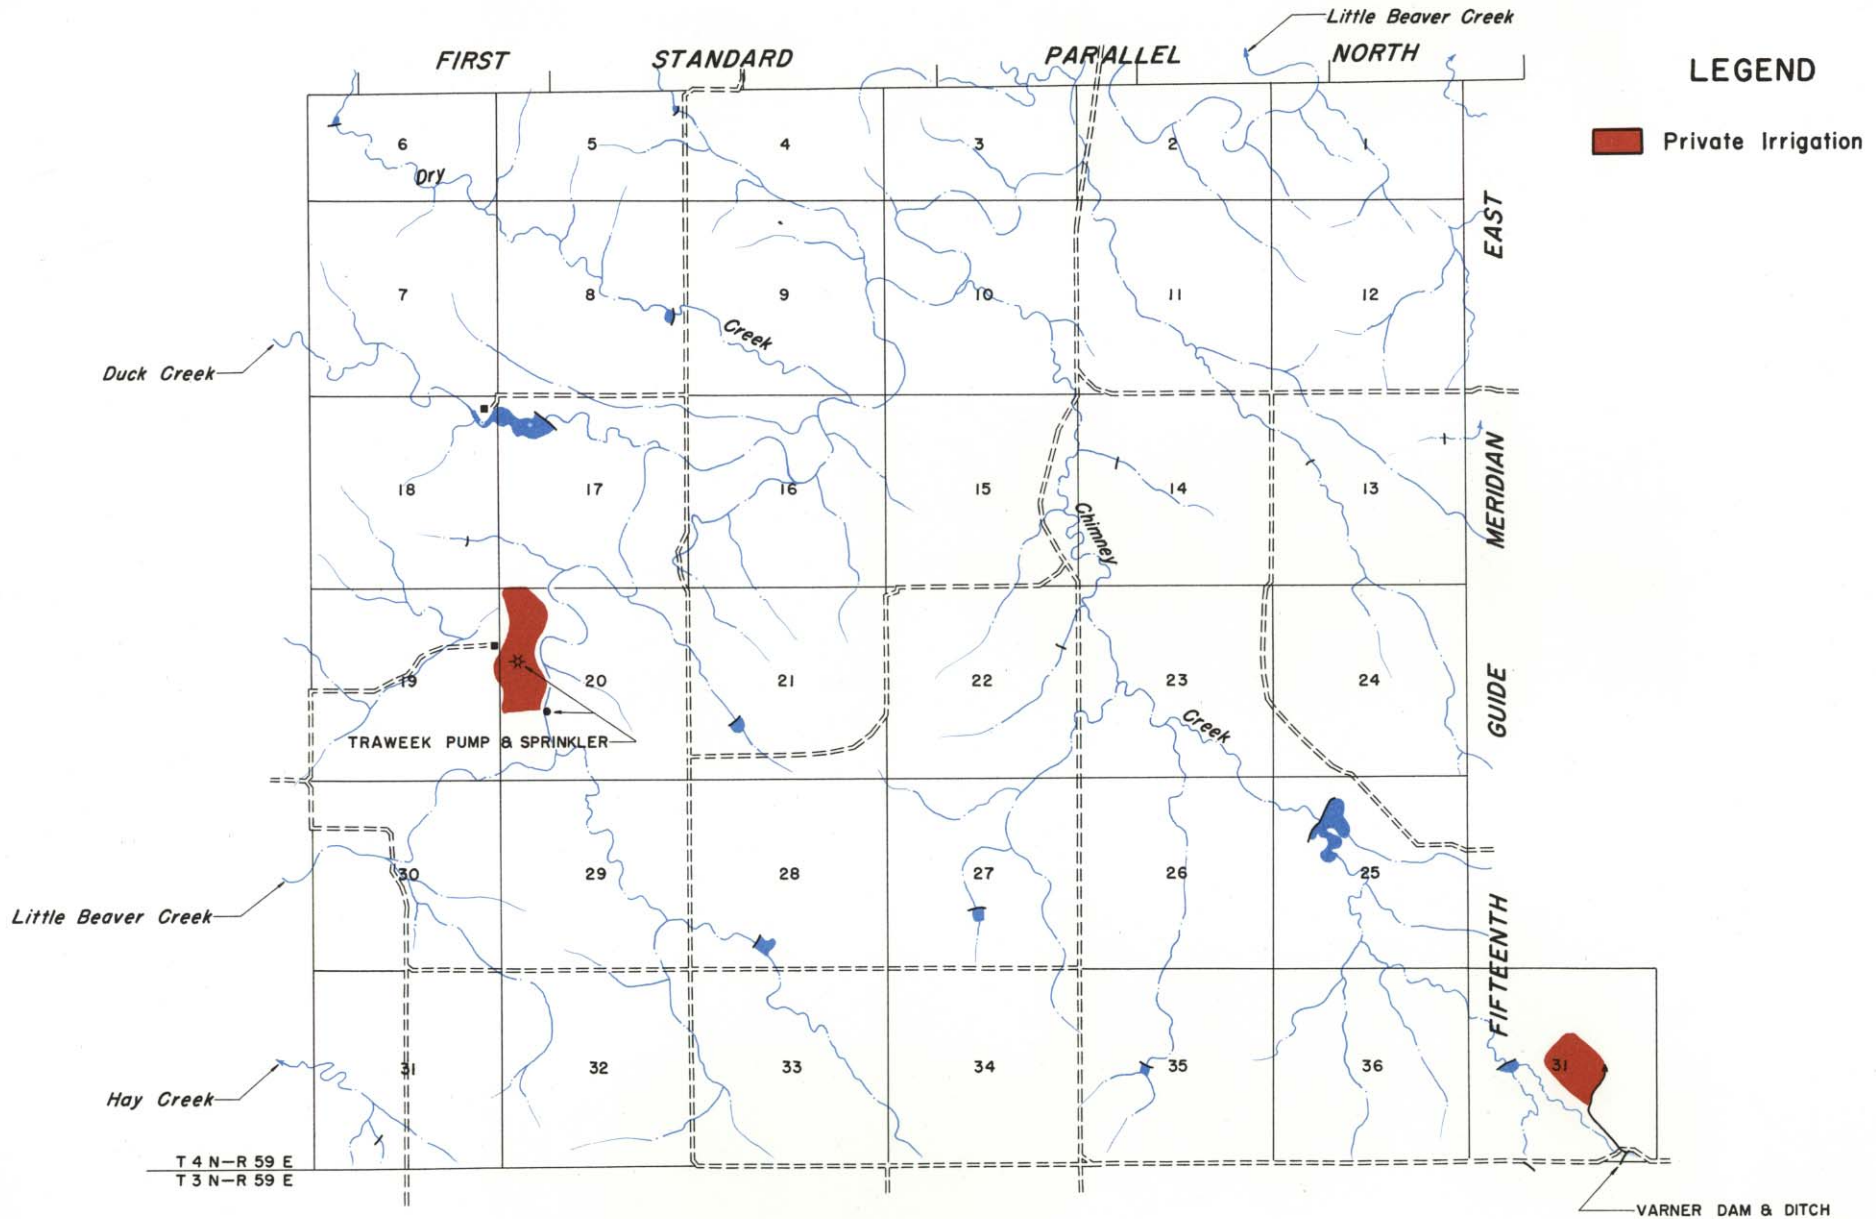 Little Beaver Creek
FIRST STANDARD PARALLEL NORTH
LEGEND
Private Irrigation
6 5 4 3 2 1
Dry
EAST
7 8 9 10 11 12
Creek
Duck Creek
MERIDIAN
18 17 16 15 14 13
Chimney
GUIDE
19 20 21 22 23 24
Creek
TRAWEEK PUMP & SPRINKLER
30 29 28 27 26 25
Little Beaver Creek
FIFTEENTH
31 32 33 34 35 36 31
Hay Creek
T 4 N-R 59 E
T 3 N-R 59 E
VARNER DAM & DITCH